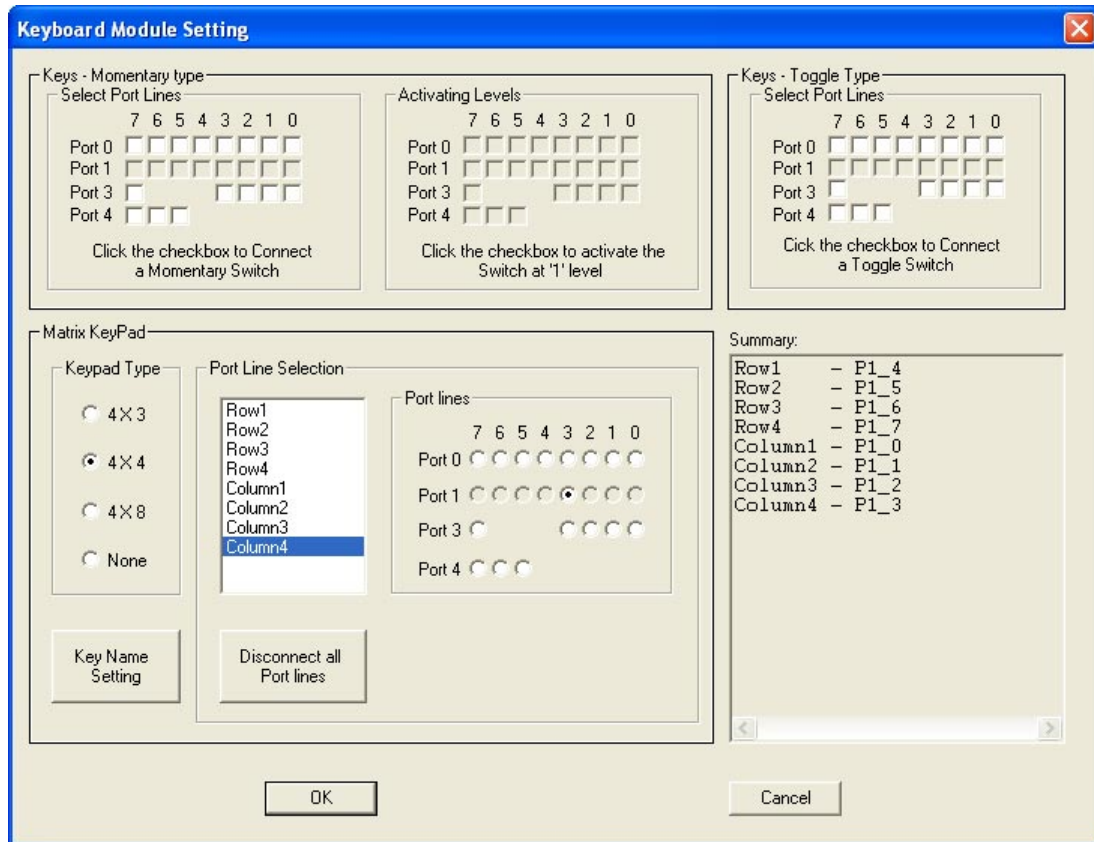 Keyboard Module Setting
Keys - Momentary type
Select Port Lines
7 6 5 4 3 2 1 0
Port 0
Port 1
Port 3
Port 4
Click the checkbox to Connect
a Momentary Switch
Activating Levels
7 6 5 4 3 2 1 0
Port 0
Port 1
Port 3
Port 4
Click the checkbox to activate the
Switch at '1' level
Keys - Toggle Type
Select Port Lines
7 6 5 4 3 2 1 0
Port 0
Port 1
Port 3
Port 4
Cick the checkbox to Connect
a Toggle Switch
Matrix KeyPad
Keypad Type
4 X 3
4 X 4
4 X 8
None
Key Name
Setting
Port Line Selection
Row1
Row2
Row3
Row4
Column1
Column2
Column3
Column4
Disconnect all
Port lines
Port lines
7 6 5 4 3 2 1 0
Port 0
Port 1
Port 3
Port 4
Summary:
Row1 - P1_4
Row2 - P1_5
Row3 - P1_6
Row4 - P1_7
Column1 - P1_0
Column2 - P1_1
Column3 - P1_2
Column4 - P1_3
OK
Cancel